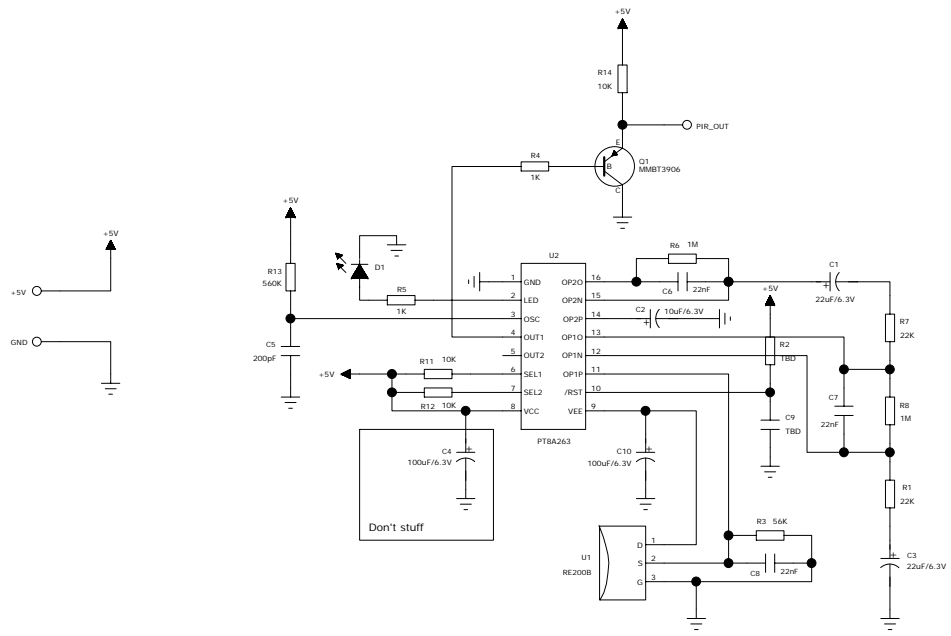 +5V
R14
10K
PIR_OUT
E
B
C
Q1
MMBT3906
R4
1K
+5V
+5V
+5V
GND
R13
560K
C5
200pF
D1
R5
1K
U2
1 GND
2 LED
3 OSC
4 OUT1
5 OUT2
6 SEL1
7 SEL2
8 VCC
OP2O 16
OP2N 15
OP2P 14
OP1O 13
OP1N 12
OP1P 11
/RST 10
VEE 9
PT8A263
+5V
R11 10K
R12 10K
C4 +
100uF/6.3V
Don't stuff
R6 1M
C6 22nF
C2 10uF/6.3V
+
+5V
R2
TBD
C9
TBD
C1
+
22uF/6.3V
R7
22K
C7
22nF
R8
1M
R1
22K
C3
+
22uF/6.3V
C10 +
100uF/6.3V
U1
RE200B
D 1
S 2
G 3
R3 56K
C8 22nF